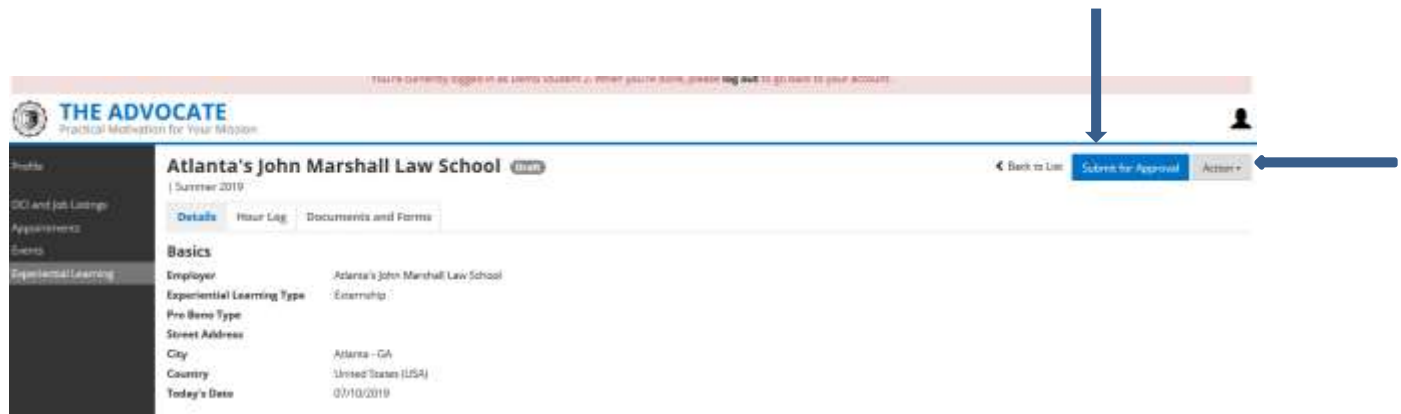 You're currently logged in as Demo Student 2. When you're done, please log out to go back to your account.
THE ADVOCATE
Practical Motivation for Your Mission
Profile
OCI and Job Listings
Appointments
Events
Experiential Learning
Atlanta's John Marshall Law School Draft
| Summer 2019
Back to List Submit for Approval Action
Details Hour Log Documents and Forms
Basics
Employer Atlanta's John Marshall Law School
Experiential Learning Type Externship
Pro Bono Type
Street Address
City Atlanta - GA
Country United States (USA)
Today's Date 07/10/2019